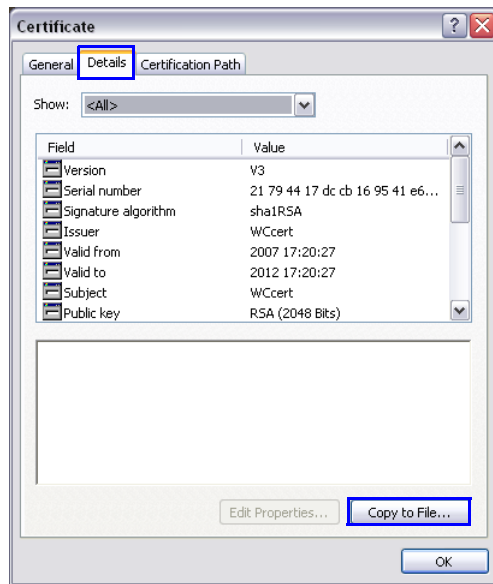 Certificate
General Details Certification Path
Show: <All>
Field Value
Version V3
Serial number 21 79 44 17 dc cb 16 95 41 e6...
Signature algorithm sha1RSA
Issuer WCcert
Valid from 2007 17:20:27
Valid to 2012 17:20:27
Subject WCcert
Public key RSA (2048 Bits)
Edit Properties... Copy to File...
OK